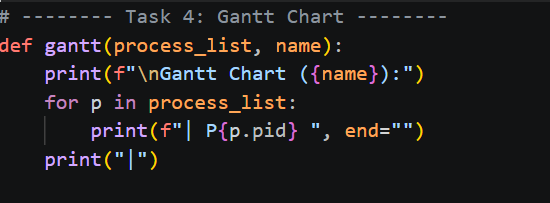 # -------- Task 4: Gantt Chart --------
def gantt(process_list, name):
    print(f"\nGantt Chart ({name}):")
    for p in process_list:
        print(f"| P{p.pid} ", end="")
    print("|")